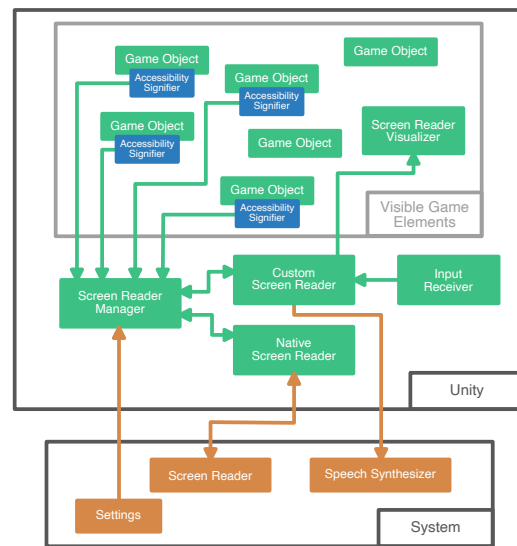 Game Object
Game Object
Accessibility
Signifier
Game Object
Accessibility
Signifier
Game Object
Accessibility
Signifier
Game Object
Screen Reader
Visualizer
Game Object
Accessibility
Signifier
Visible Game
Elements
Screen Reader
Manager
Custom
Screen Reader
Input
Receiver
Native
Screen Reader
Unity
Screen Reader
Speech Synthesizer
Settings
System